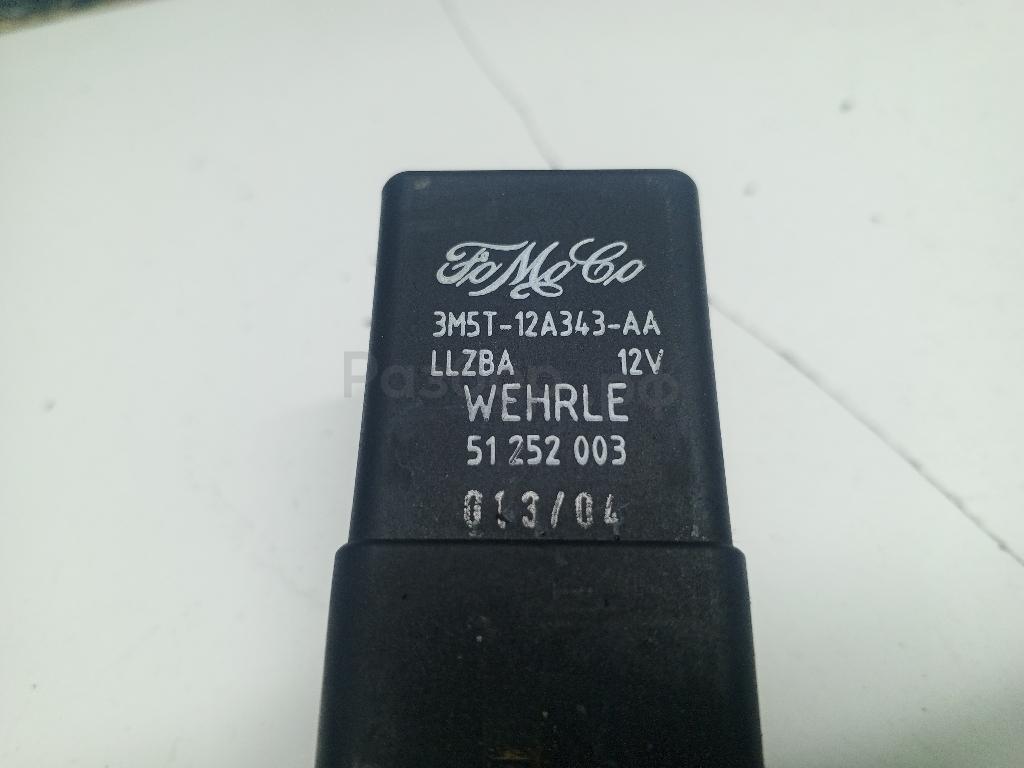 FoMoCo
3M5T-12A343-AA
LLZBA 12V
WEHRLE
51 252 003
013/04